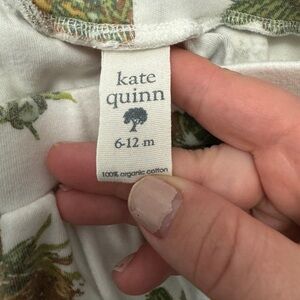 kate
quinn
6-12 m
100% organic cotton